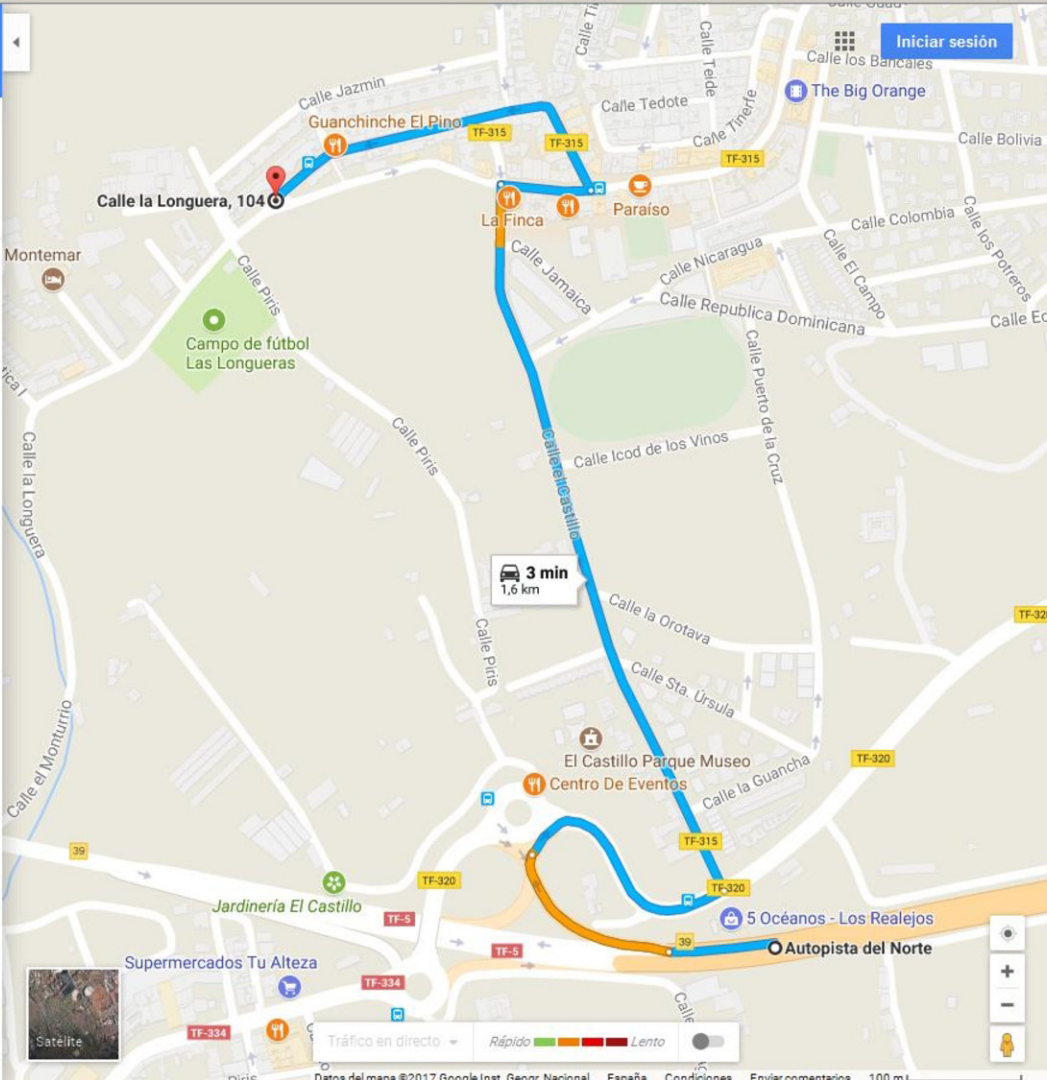 Calle Teide
Calle los Bancales
Iniciar sesión
The Big Orange
Calle Jazmin
Calle Tedote
Guanchinche El Pino
TF-315
TF-315
Calle Tinerfe
TF-315
Calle Bolivia
Calle la Longuera, 104
La Finca
Paraíso
Calle Colombia
Calle los Potreros
Montemar
Calle Piris
Calle Jamaica
Calle Nicaragua
Calle El Campo
Calle Republica Dominicana
Campo de fútbol
Las Longueras
Calle Puerto de la Cruz
Calle la Longuera
Calle Piris
Calle el Castillo
Calle Icod de los Vinos
3 min
1,6 km
Calle la Orotava
TF-32
Calle Piris
Calle Sta. Úrsula
Calle el Monturrio
El Castillo Parque Museo
TF-320
Centro De Eventos
Calle la Guancha
39
TF-315
TF-320
TF-320
Jardinería El Castillo
TF-5
5 Océanos - Los Realejos
39
TF-5
Autopista del Norte
Supermercados Tu Alteza
TF-334
TF-334
Satélite
Tráfico en directo
Rápido
Lento
Datos del mapa ©2017 Google, Inst. Geogr. Nacional
España
Condiciones
Enviar comentarios
100 m